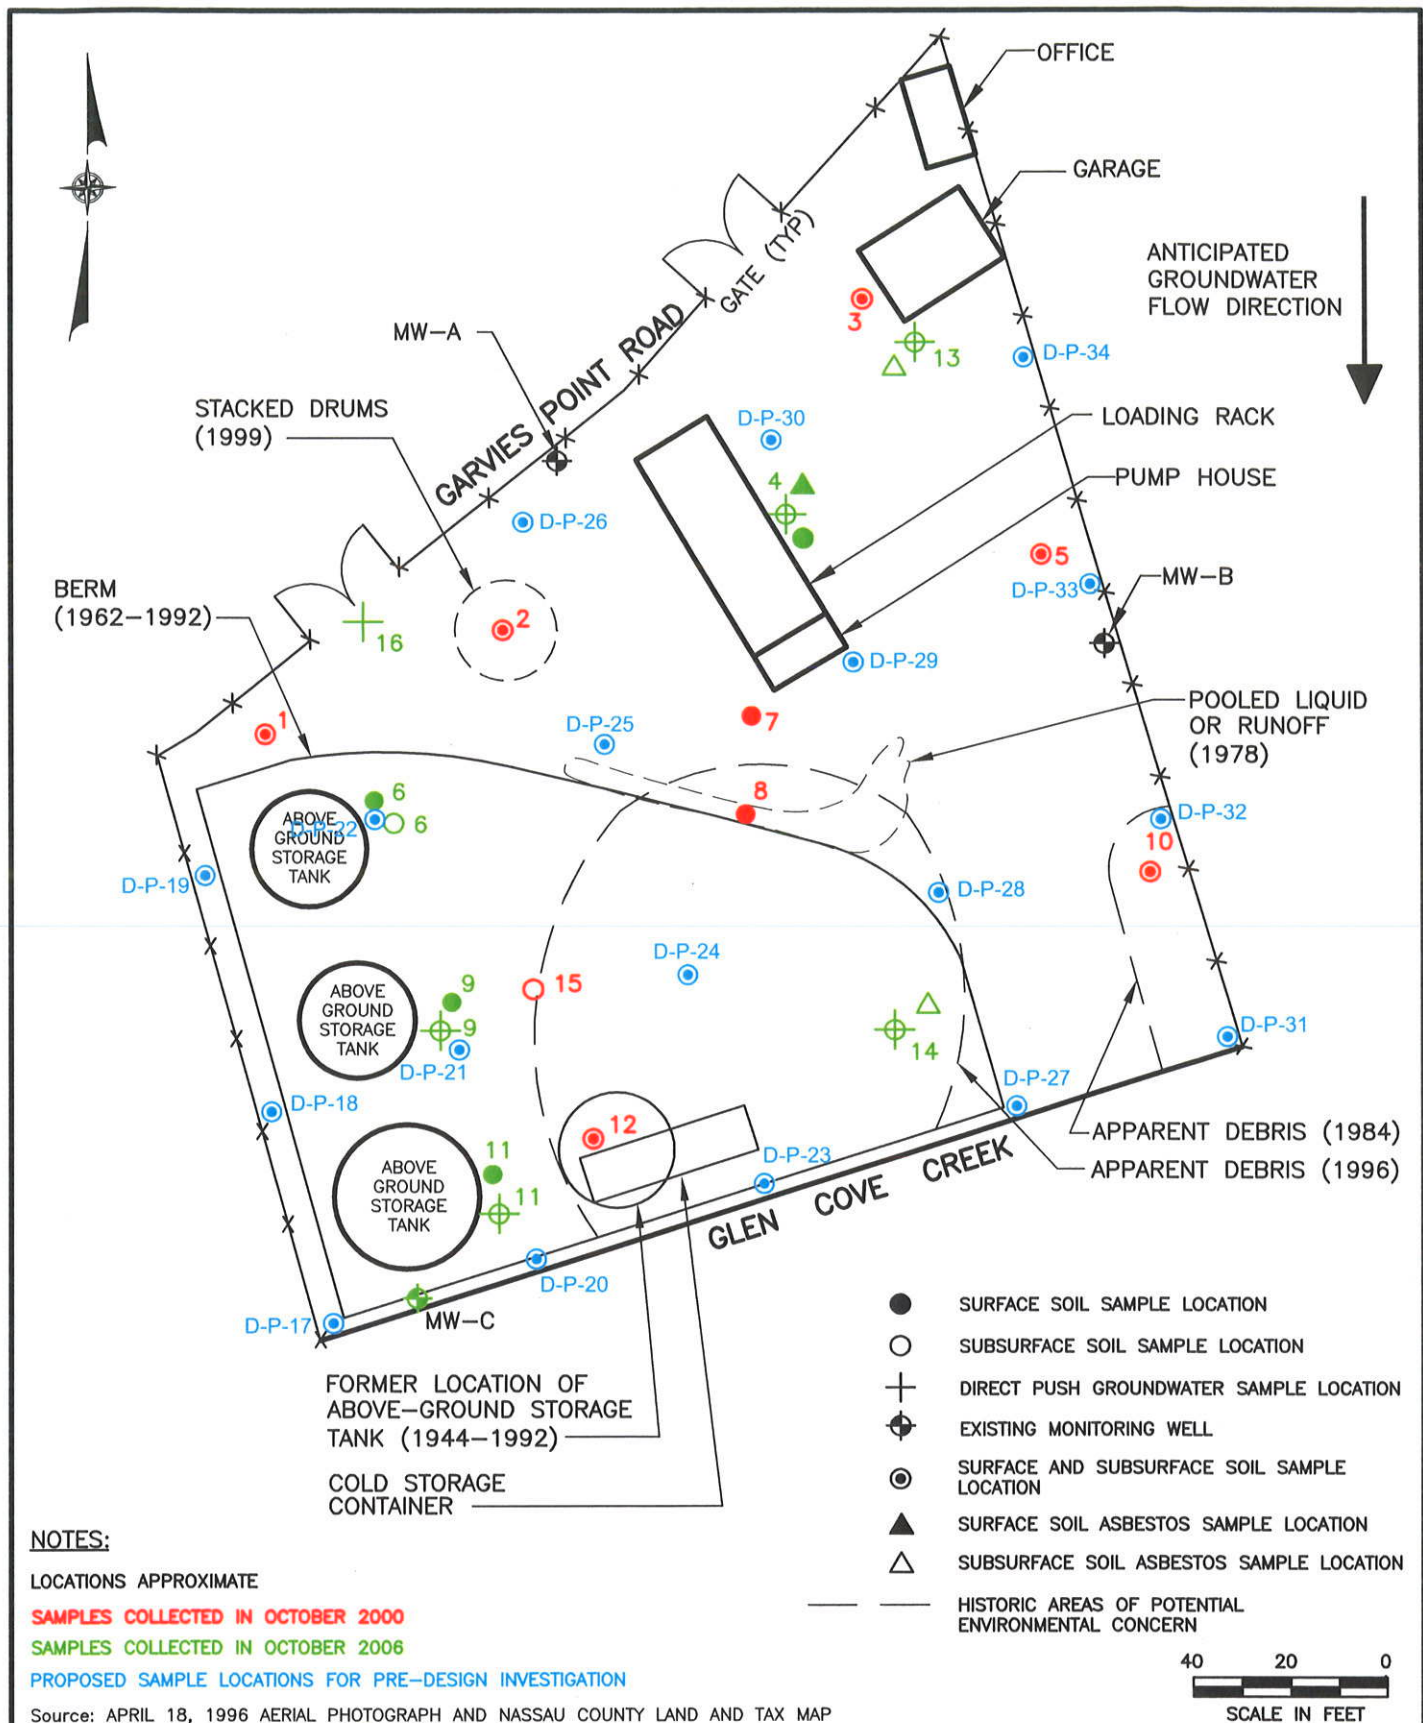 OFFICE
GARAGE
ANTICIPATED
GROUNDWATER
FLOW DIRECTION
GATE (TYP)
GARVIES POINT ROAD
MW-A
STACKED DRUMS
(1999)
3
13
D-P-34
D-P-30
LOADING RACK
4
PUMP HOUSE
D-P-26
5
D-P-33
MW-B
BERM
(1962-1992)
16
2
D-P-29
1
D-P-25
7
POOLED LIQUID
OR RUNOFF
(1978)
6
D-P-22
6
ABOVE
GROUND
STORAGE
TANK
8
D-P-32
10
D-P-19
D-P-28
D-P-24
15
9
9
ABOVE
GROUND
STORAGE
TANK
D-P-21
14
D-P-31
D-P-18
D-P-27
12
APPARENT DEBRIS (1984)
APPARENT DEBRIS (1996)
11
11
ABOVE
GROUND
STORAGE
TANK
D-P-23
GLEN COVE CREEK
D-P-20
D-P-17
MW-C
FORMER LOCATION OF
ABOVE-GROUND STORAGE
TANK (1944-1992)
COLD STORAGE
CONTAINER
SURFACE SOIL SAMPLE LOCATION
SUBSURFACE SOIL SAMPLE LOCATION
DIRECT PUSH GROUNDWATER SAMPLE LOCATION
EXISTING MONITORING WELL
SURFACE AND SUBSURFACE SOIL SAMPLE
LOCATION
SURFACE SOIL ASBESTOS SAMPLE LOCATION
SUBSURFACE SOIL ASBESTOS SAMPLE LOCATION
HISTORIC AREAS OF POTENTIAL
ENVIRONMENTAL CONCERN
NOTES:
LOCATIONS APPROXIMATE
SAMPLES COLLECTED IN OCTOBER 2000
SAMPLES COLLECTED IN OCTOBER 2006
PROPOSED SAMPLE LOCATIONS FOR PRE-DESIGN INVESTIGATION
Source: APRIL 18, 1996 AERIAL PHOTOGRAPH AND NASSAU COUNTY LAND AND TAX MAP
40 20 0
SCALE IN FEET